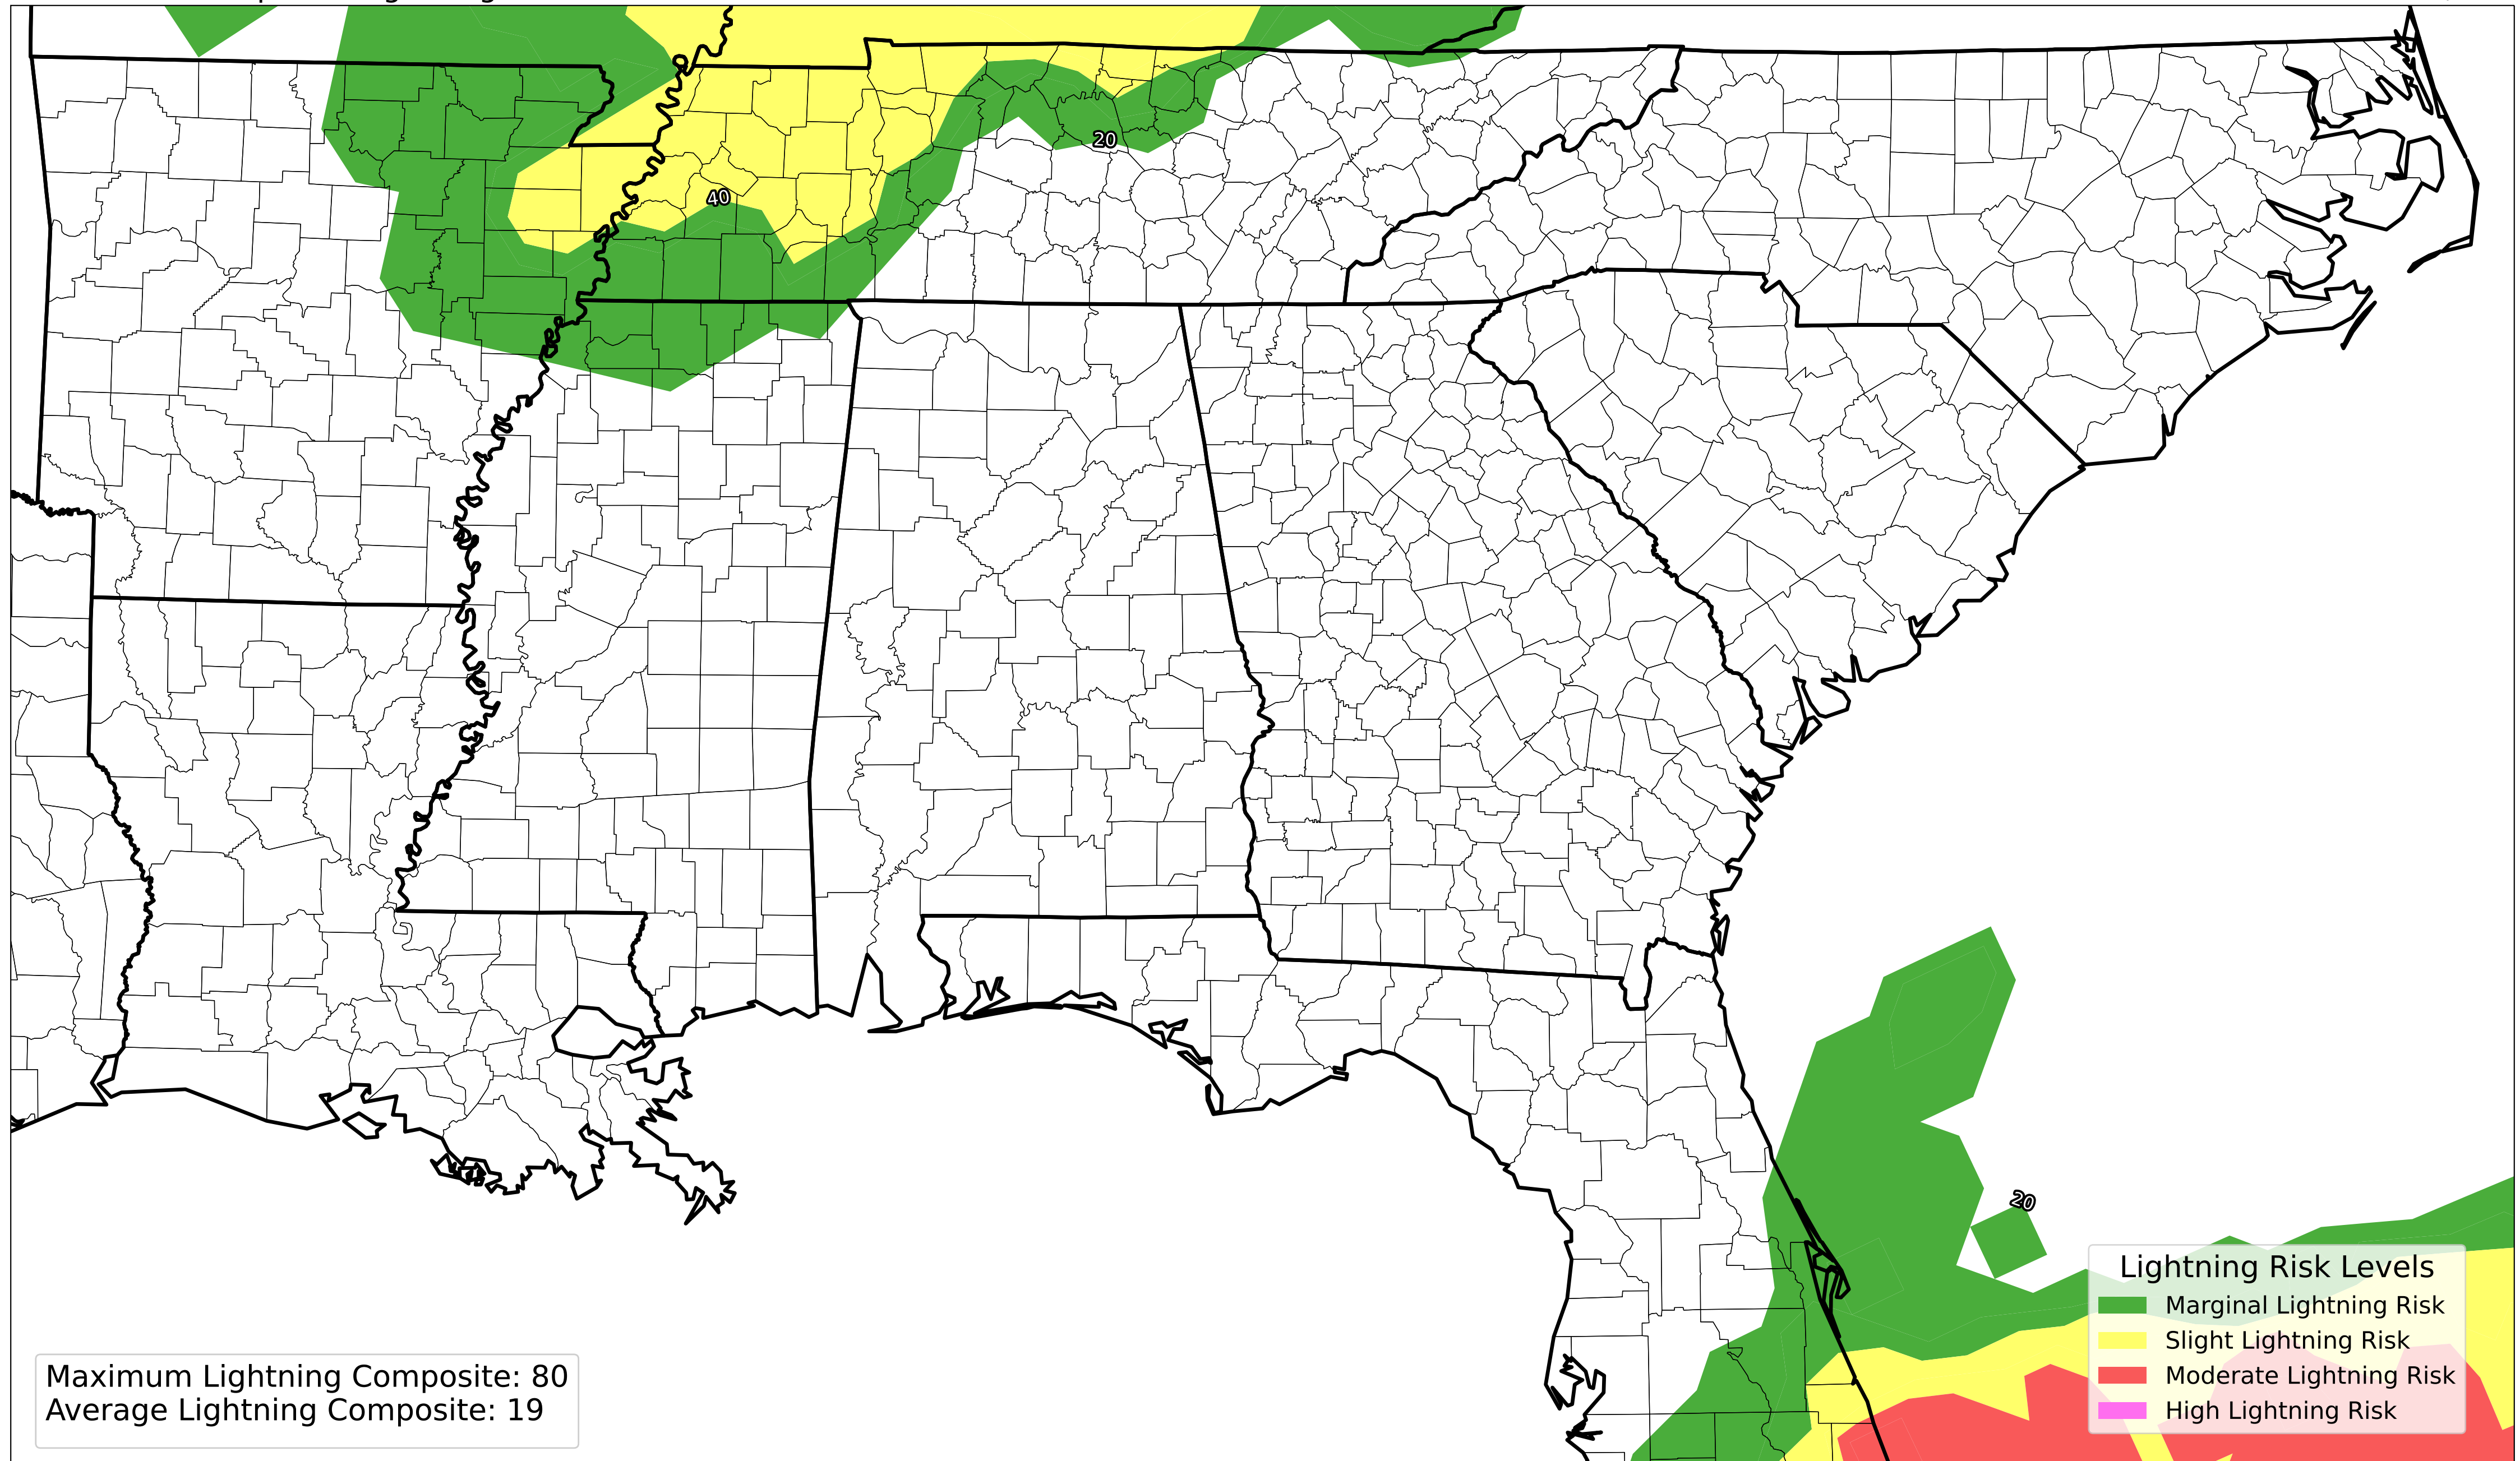 20
40
20
Lightning Risk Levels
Marginal Lightning Risk
Slight Lightning Risk
Moderate Lightning Risk
High Lightning Risk
Maximum Lightning Composite: 80
Average Lightning Composite: 19